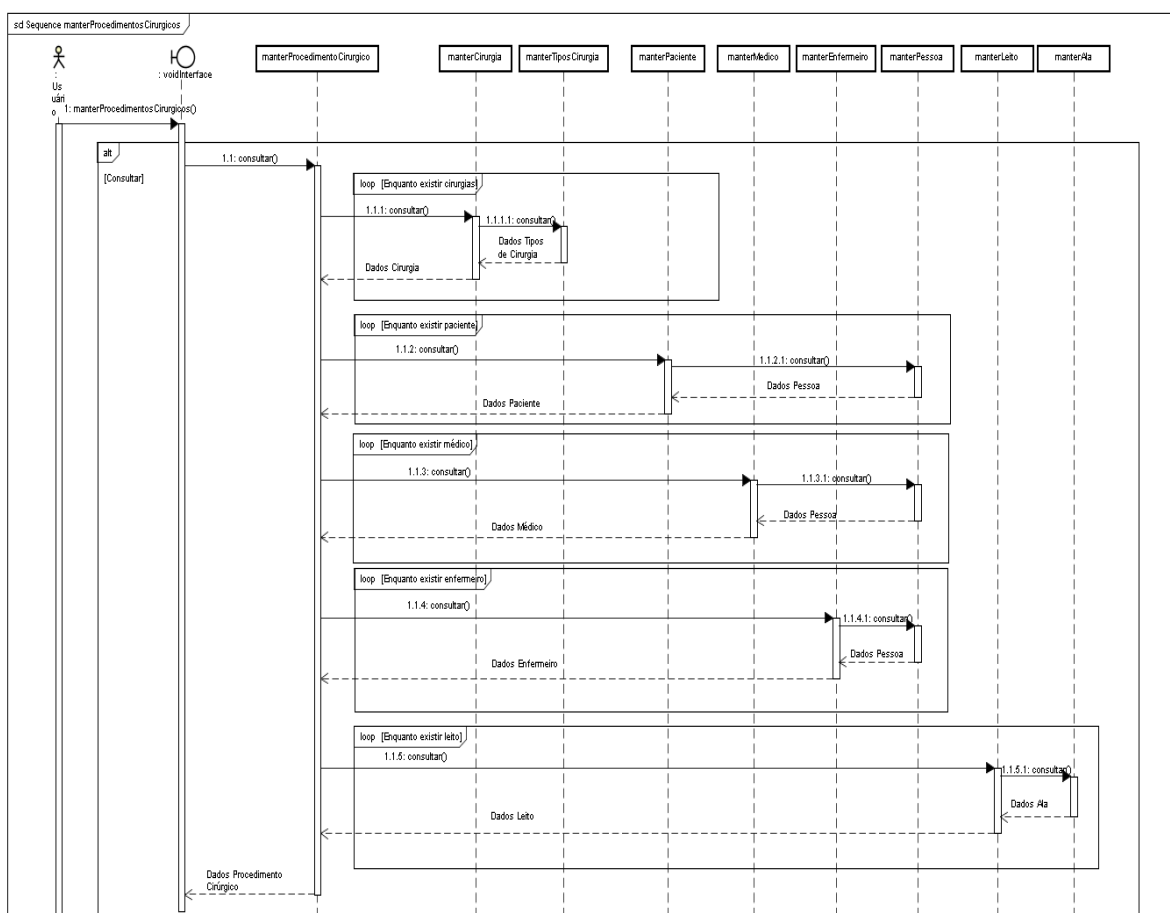 sd Sequence manterProcedimentosCirurgicos
:
Us
uári
o
: voidInterface
manterProcedimentoCirurgico
manterCirurgia
manterTiposCirurgia
manterPaciente
manterMedico
manterEnfermeiro
manterPessoa
manterLeito
manterAla
1: manterProcedimentosCirurgicos()
alt
[Consultar]
1.1: consultar()
loop [Enquanto existir cirurgias]
1.1.1: consultar()
1.1.1.1: consultar()
Dados Tipos
de Cirurgia
Dados Cirurgia
loop [Enquanto existir paciente]
1.1.2: consultar()
1.1.2.1: consultar()
Dados Pessoa
Dados Paciente
loop [Enquanto existir médico]
1.1.3: consultar()
1.1.3.1: consultar()
Dados Pessoa
Dados Médico
loop [Enquanto existir enfermeiro]
1.1.4: consultar()
1.1.4.1: consultar()
Dados Pessoa
Dados Enfermeiro
loop [Enquanto existir leito]
1.1.5: consultar()
1.1.5.1: consultar()
Dados Ala
Dados Leito
Dados Procedimento
Cirúrgico